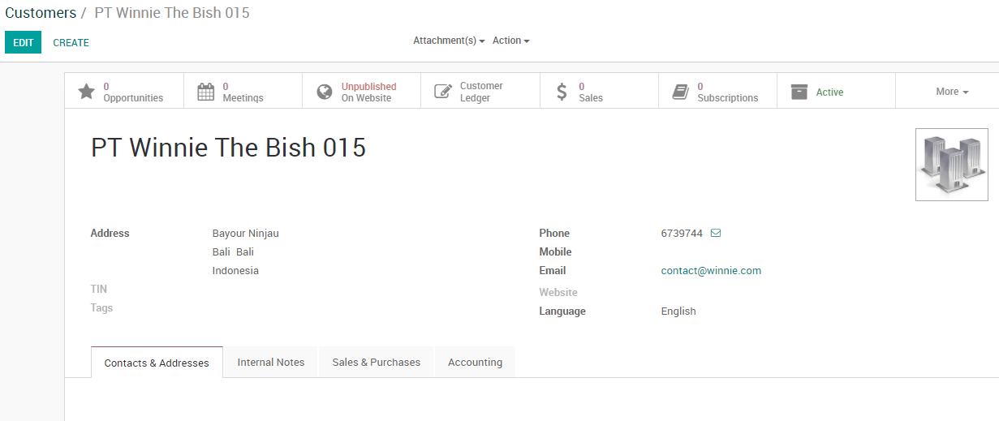 Customers / PT Winnie The Bish 015
EDIT CREATE Attachment(s) Action
0 Opportunities
0 Meetings
Unpublished On Website
Customer Ledger
$ 0 Sales
0 Subscriptions
Active
More
PT Winnie The Bish 015
Address Bayour Ninjau
Bali Bali
Indonesia
TIN
Tags
Phone 6739744
Mobile
Email contact@winnie.com
Website
Language English
Contacts & Addresses Internal Notes Sales & Purchases Accounting